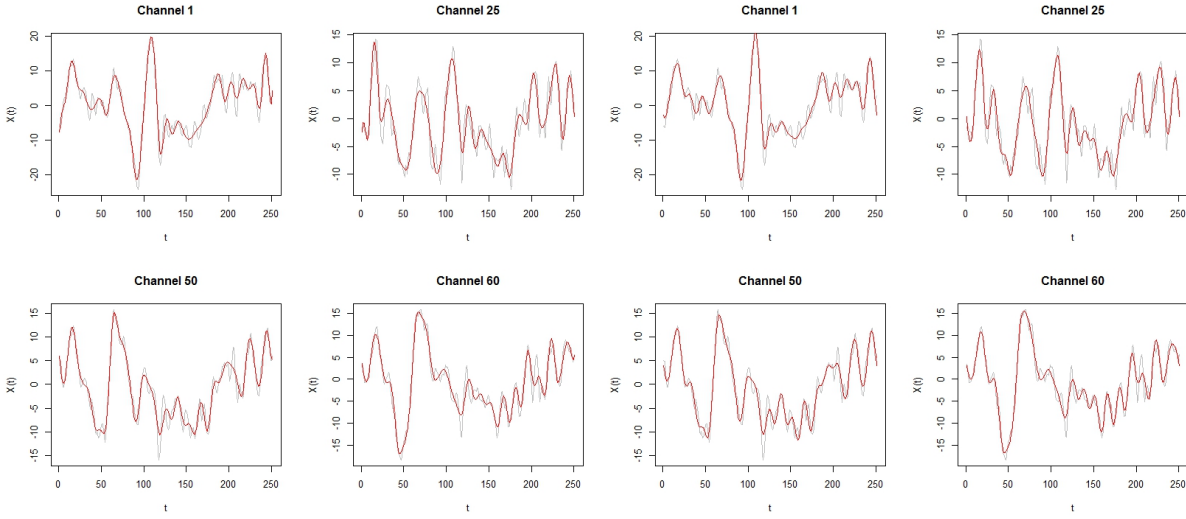 Channel 1 Channel 25 Channel 1 Channel 25
20 15 20 15
10 10 10 10
X(t) 0 X(t) 5 X(t) 0 X(t) 5
-10 0 -10 0
-20 -5 -20 -5
-10 -10
0 50 100 150 200 250 0 50 100 150 200 250 0 50 100 150 200 250 0 50 100 150 200 250
t t t t
Channel 50 Channel 60 Channel 50 Channel 60
15 15 15 15
10 10 10 10
5 5 5 5
X(t) 0 X(t) 0 X(t) 0 X(t) 0
-5 -5 -5 -5
-10 -10 -10 -10
-15 -15 -15 -15
0 50 100 150 200 250 0 50 100 150 200 250 0 50 100 150 200 250 0 50 100 150 200 250
t t t t